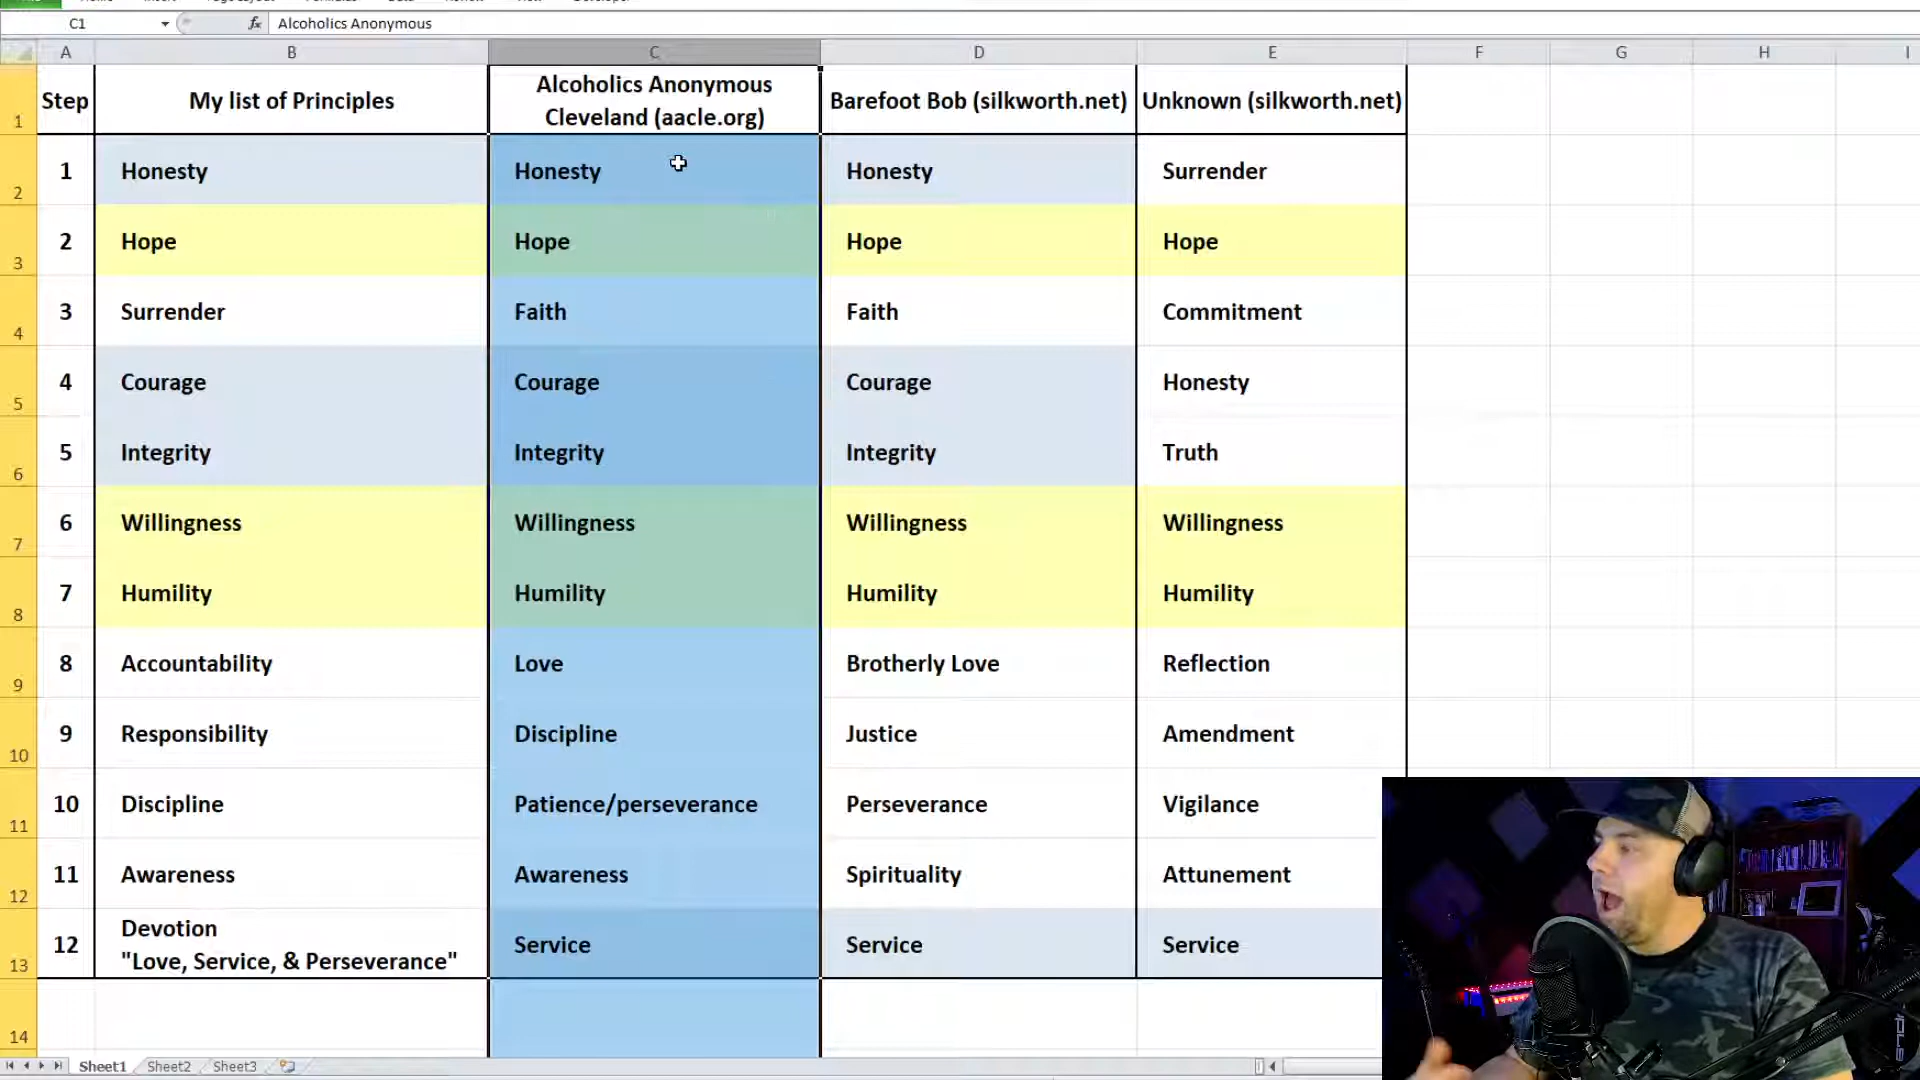 C1 Alcoholics Anonymous
A B C D E F G H I
1 Step My list of Principles Alcoholics Anonymous Cleveland (aacle.org) Barefoot Bob (silkworth.net) Unknown (silkworth.net)
2 1 Honesty Honesty Honesty Surrender
3 2 Hope Hope Hope Hope
4 3 Surrender Faith Faith Commitment
5 4 Courage Courage Courage Honesty
6 5 Integrity Integrity Integrity Truth
7 6 Willingness Willingness Willingness Willingness
8 7 Humility Humility Humility Humility
9 8 Accountability Love Brotherly Love Reflection
10 9 Responsibility Discipline Justice Amendment
11 10 Discipline Patience/perseverance Perseverance Vigilance
12 11 Awareness Awareness Spirituality Attunement
13 12 Devotion "Love, Service, & Perseverance" Service Service Service
14
Sheet1 Sheet2 Sheet3